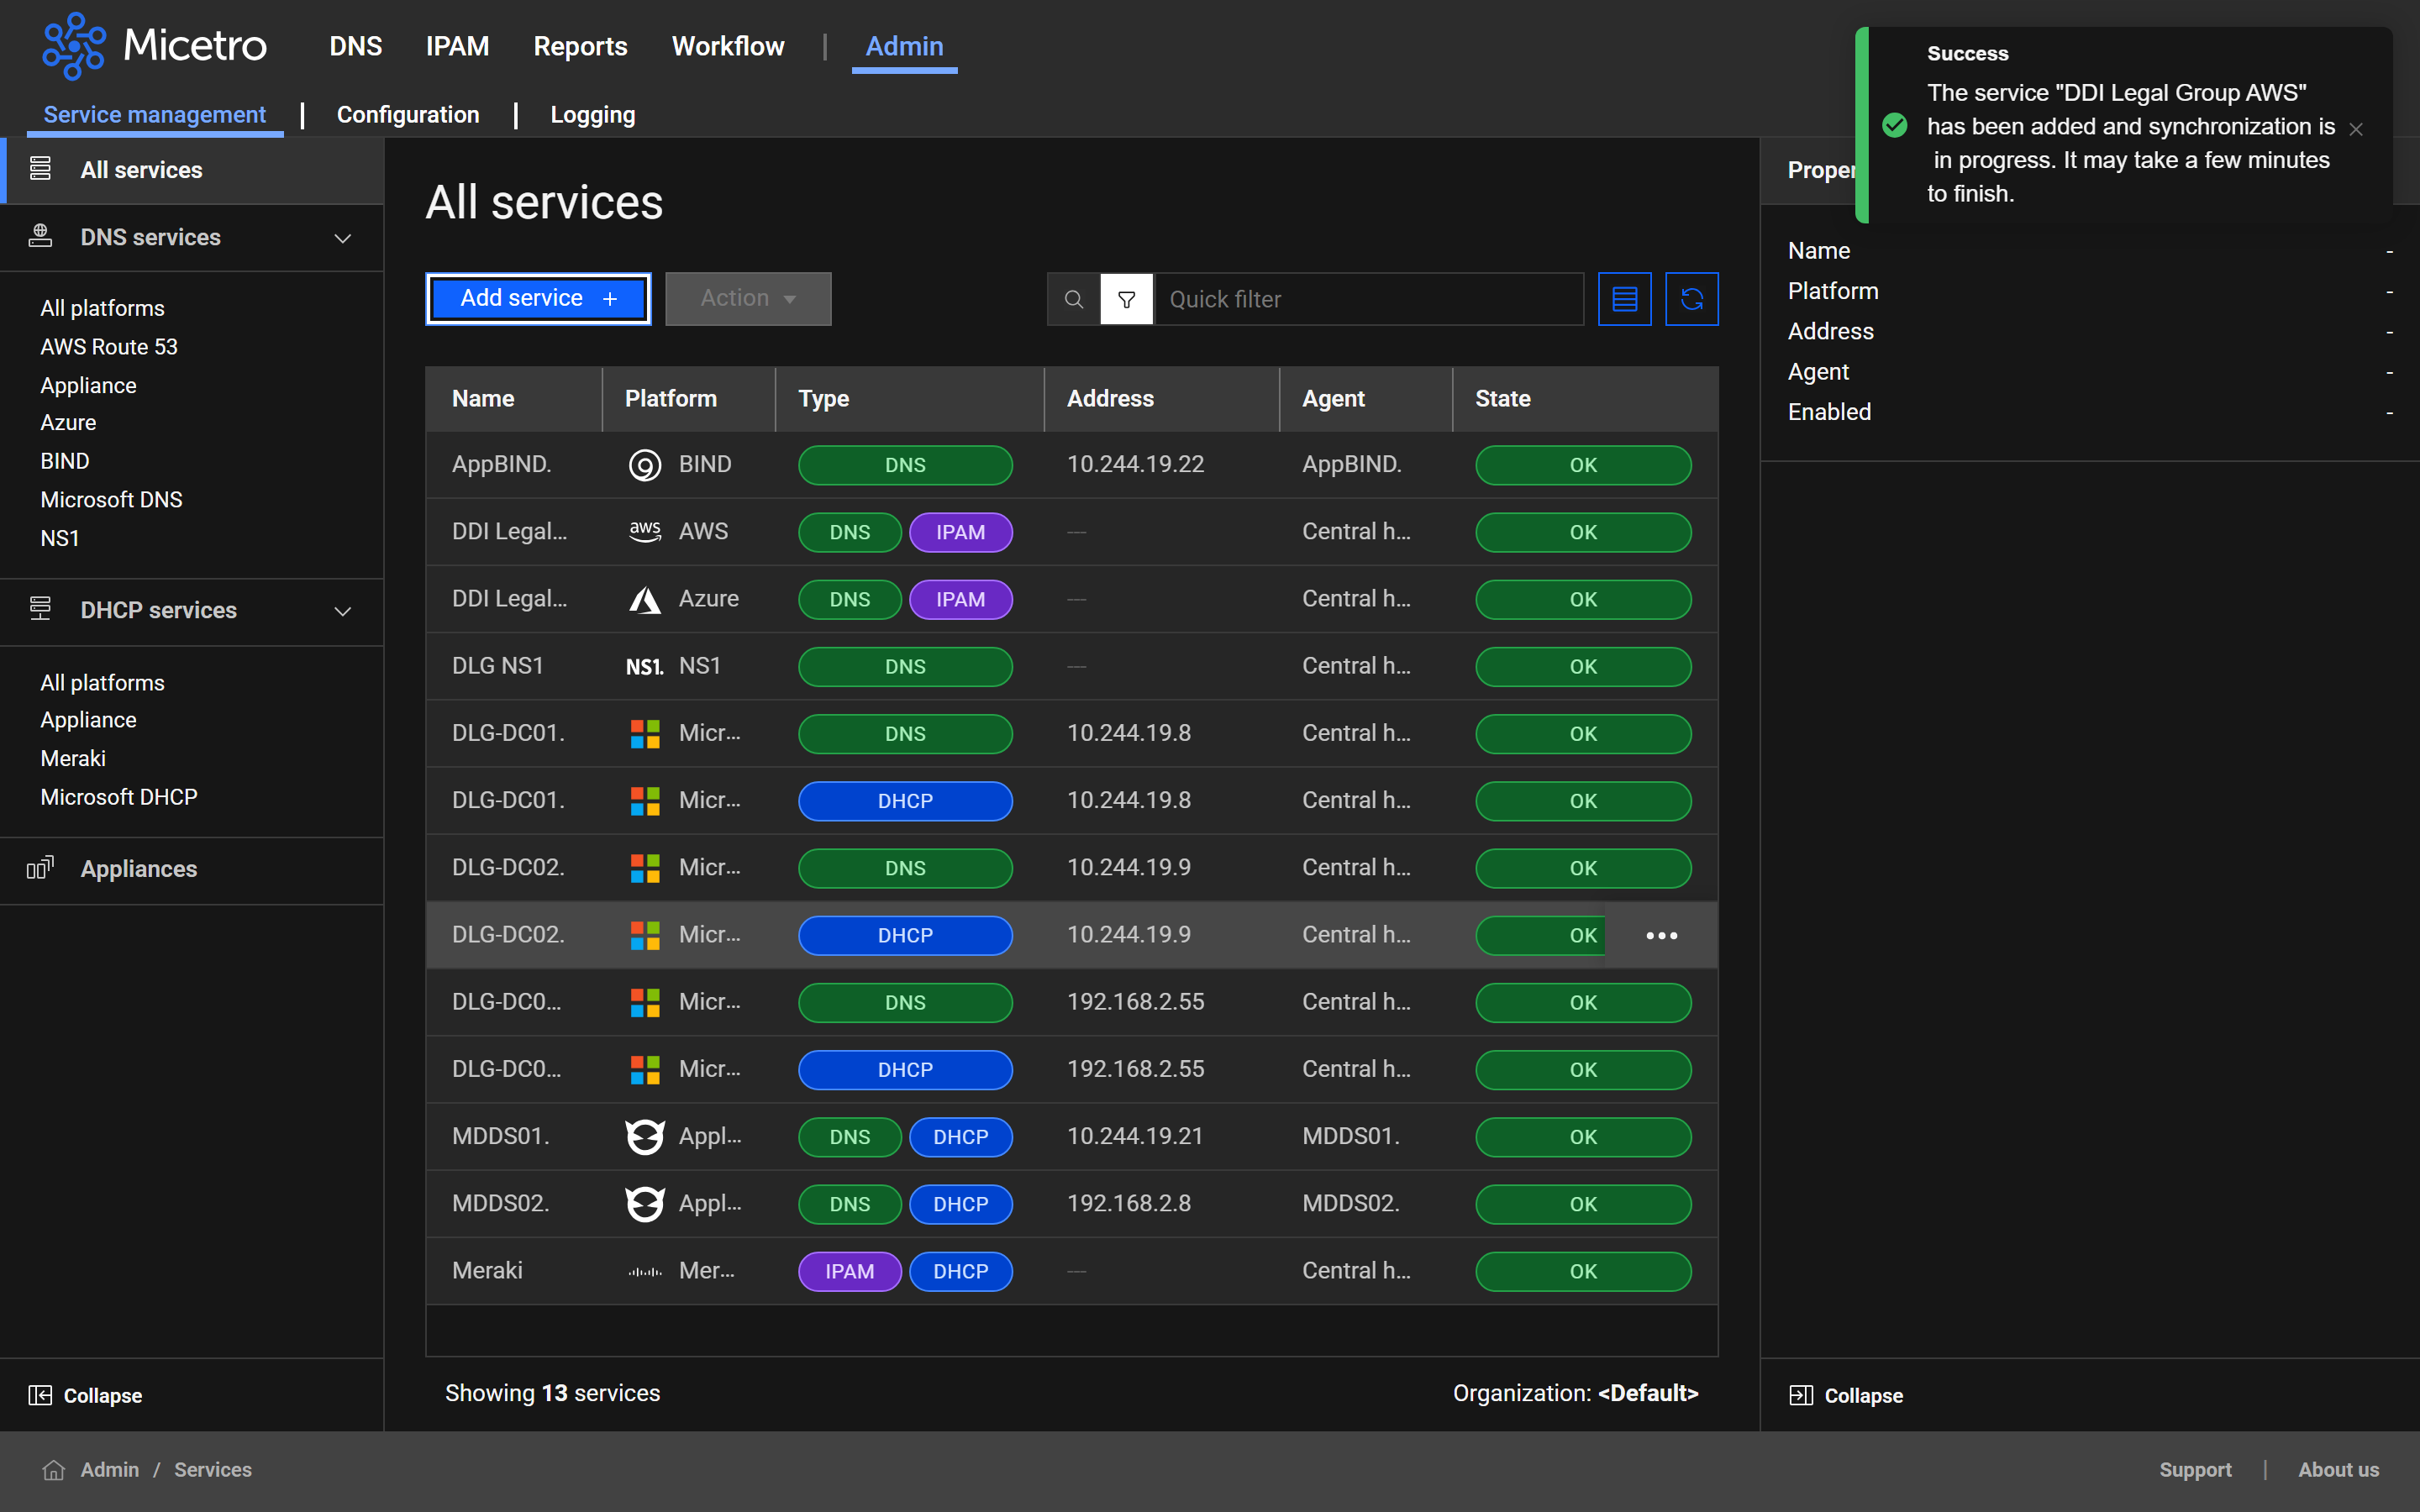 Micetro
DNS IPAM Reports Workflow | Admin
Service management | Configuration | Logging
Success
The service "DDI Legal Group AWS"
has been added and synchronization is
in progress. It may take a few minutes
to finish.
All services
DNS services
All platforms
AWS Route 53
Appliance
Azure
BIND
Microsoft DNS
NS1
DHCP services
All platforms
Appliance
Meraki
Microsoft DHCP
Appliances
Collapse
All services
Add service +
Action
Quick filter
Name Platform Type Address Agent State
AppBIND. BIND DNS 10.244.19.22 AppBIND. OK
DDI Legal... aws AWS DNS IPAM --- Central h... OK
DDI Legal... Azure DNS IPAM --- Central h... OK
DLG NS1 NS1. NS1 DNS --- Central h... OK
DLG-DC01. Micr... DNS 10.244.19.8 Central h... OK
DLG-DC01. Micr... DHCP 10.244.19.8 Central h... OK
DLG-DC02. Micr... DNS 10.244.19.9 Central h... OK
DLG-DC02. Micr... DHCP 10.244.19.9 Central h... OK
DLG-DC0... Micr... DNS 192.168.2.55 Central h... OK
DLG-DC0... Micr... DHCP 192.168.2.55 Central h... OK
MDDS01. Appl... DNS DHCP 10.244.19.21 MDDS01. OK
MDDS02. Appl... DNS DHCP 192.168.2.8 MDDS02. OK
Meraki Mer... IPAM DHCP --- Central h... OK
Showing 13 services
Organization: <Default>
Proper
Name -
Platform -
Address -
Agent -
Enabled -
Collapse
Admin / Services
Support | About us